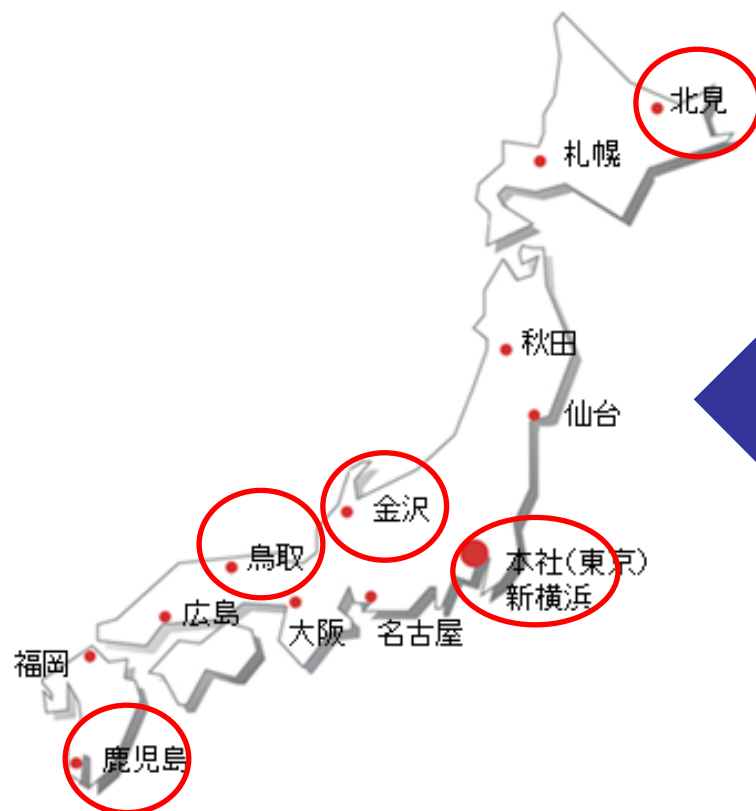 北見
札幌
秋田
仙台
金沢
鳥取
本社(東京)
新横浜
広島
大阪
名古屋
福岡
鹿児島